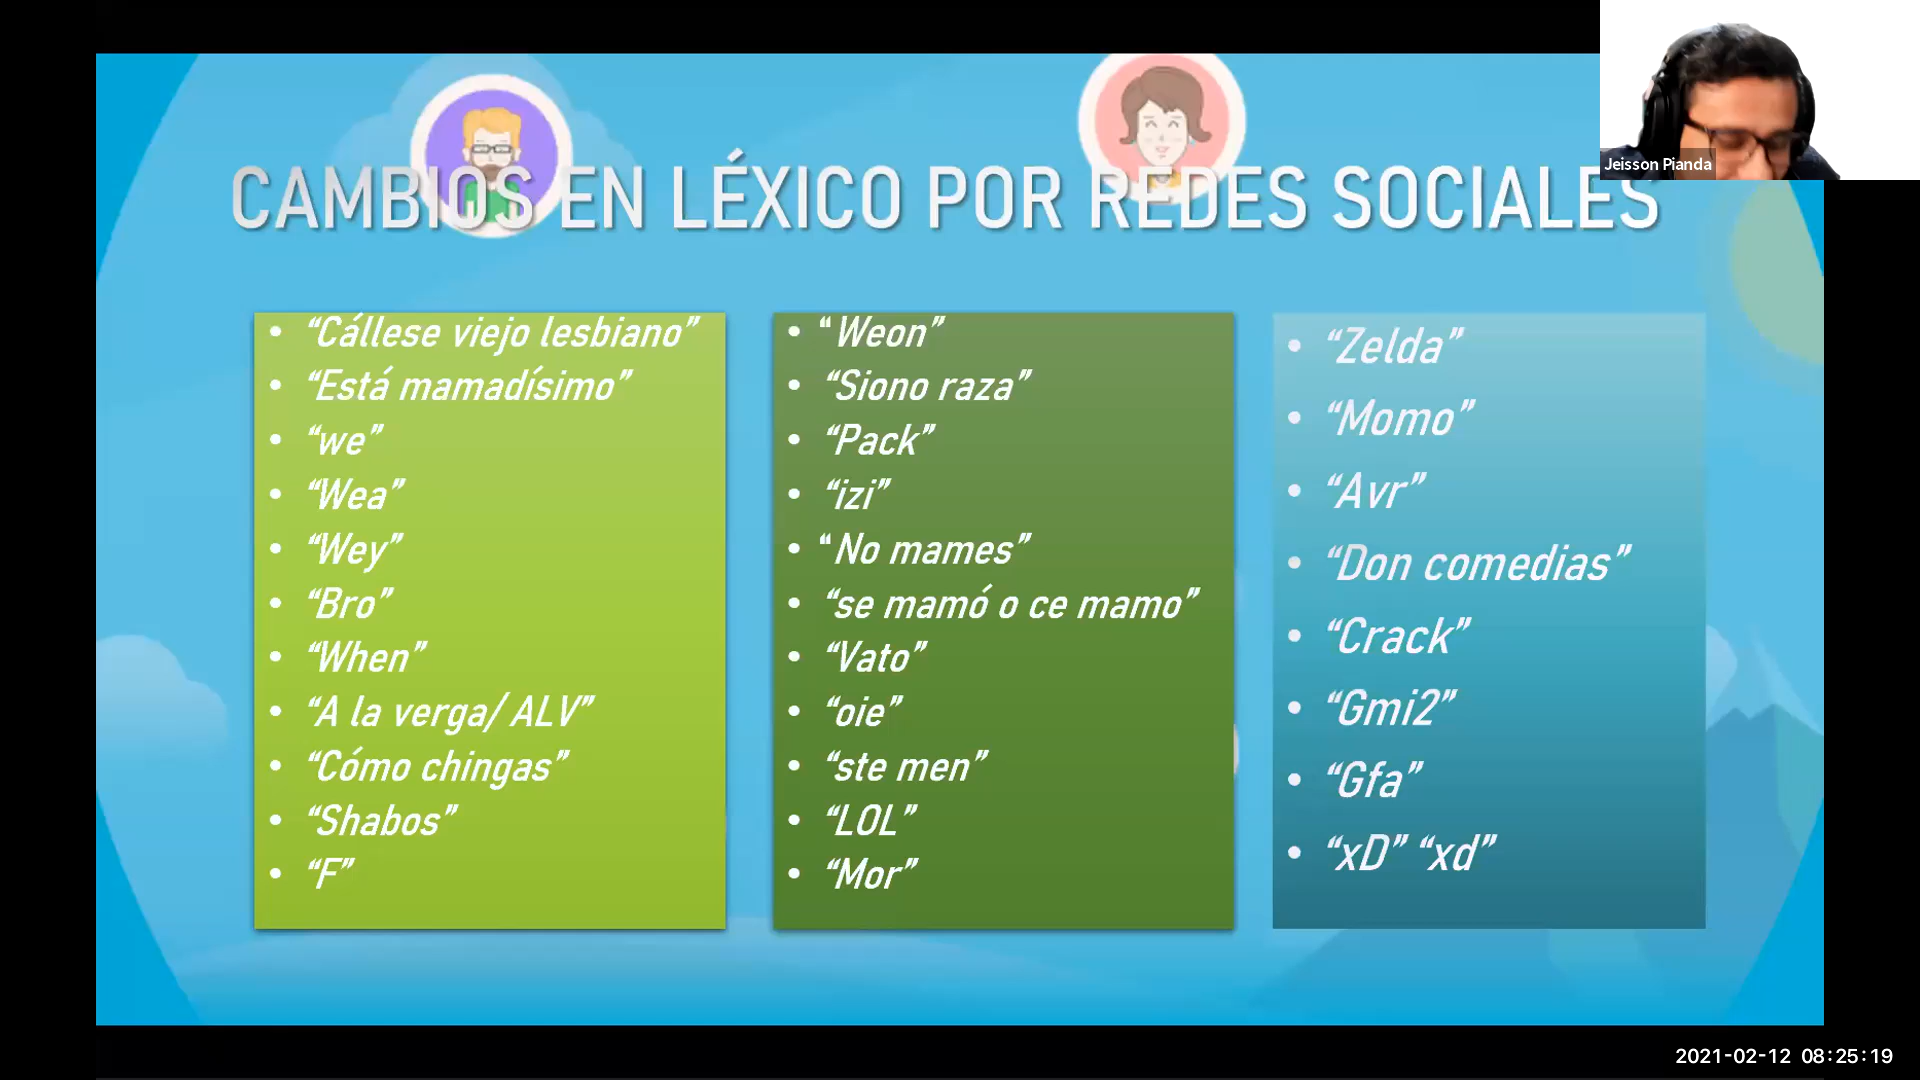 Jeisson Pianda
CAMBIOS EN LÉXICO POR REDES SOCIALES
• “Cállese viejo lesbiano”
• “Está mamadísimo”
• “we”
• “Wea”
• “Wey”
• “Bro”
• “When”
• “A la verga/ ALV”
• “Cómo chingas”
• “Shabos”
• “F”
• “ Weon”
• “Siono raza”
• “Pack”
• “izi”
• “ No mames”
• “se mamó o ce mamo”
• “Vato”
• “oie”
• “ste men”
• “LOL”
• “Mor”
• “Zelda”
• “Momo”
• “Avr”
• “Don comedias”
• “Crack”
• “Gmi2”
• “Gfa”
• “xD” “xd”
2021-02-12 08:25:19